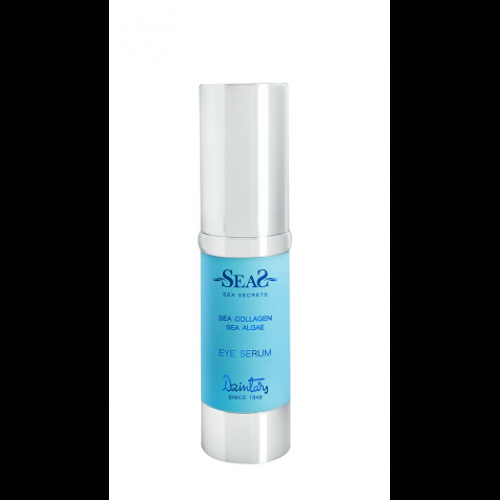 SEAS
SEA SECRETS
SEA COLLAGEN
SEA ALGAE
EYE SERUM
Dzintars
SINCE 1849